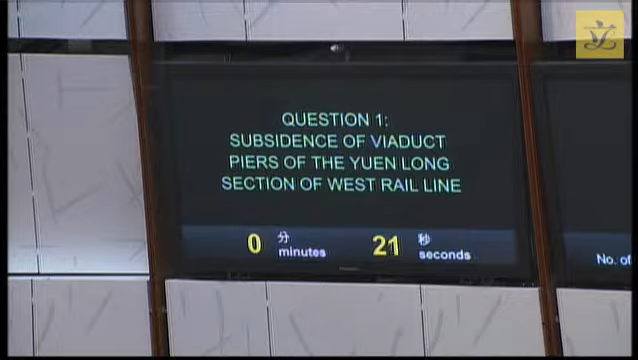 QUESTION 1:
SUBSIDENCE OF VIADUCT
PIERS OF THE YUEN LONG
SECTION OF WEST RAIL LINE
0 分 minutes 21 秒 seconds
No. of
立